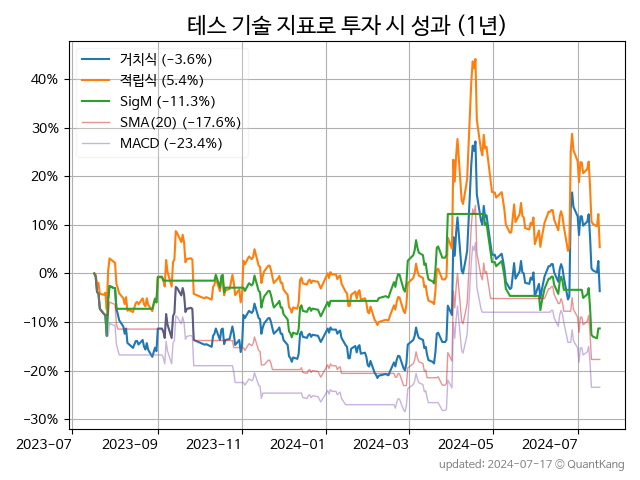 테스 기술 지표로 투자 시 성과 (1년)
거치식 (−3.6%)
적립식 (5.4%)
SigM (−11.3%)
SMA(20) (−17.6%)
MACD (−23.4%)
40%
30%
20%
10%
0%
−10%
−20%
−30%
2023-07 2023-09 2023-11 2024-01 2024-03 2024-05 2024-07
updated: 2024-07-17 © QuantKang